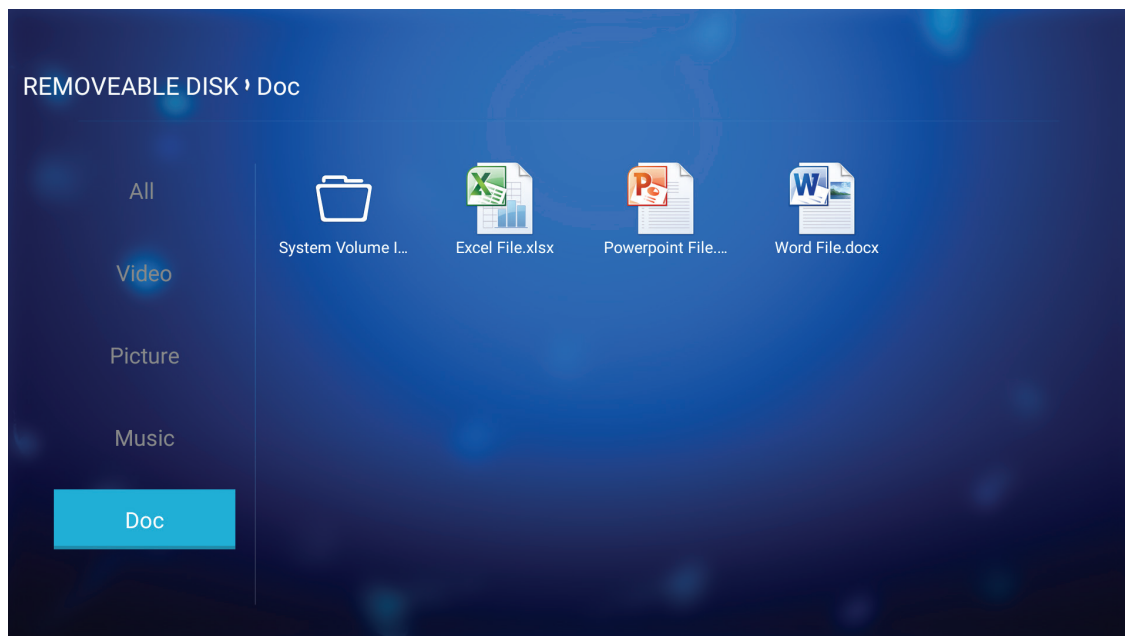 REMOVEABLE DISK › Doc
All
System Volume I...
Excel File.xlsx
Powerpoint File....
Word File.docx
Video
Picture
Music
Doc